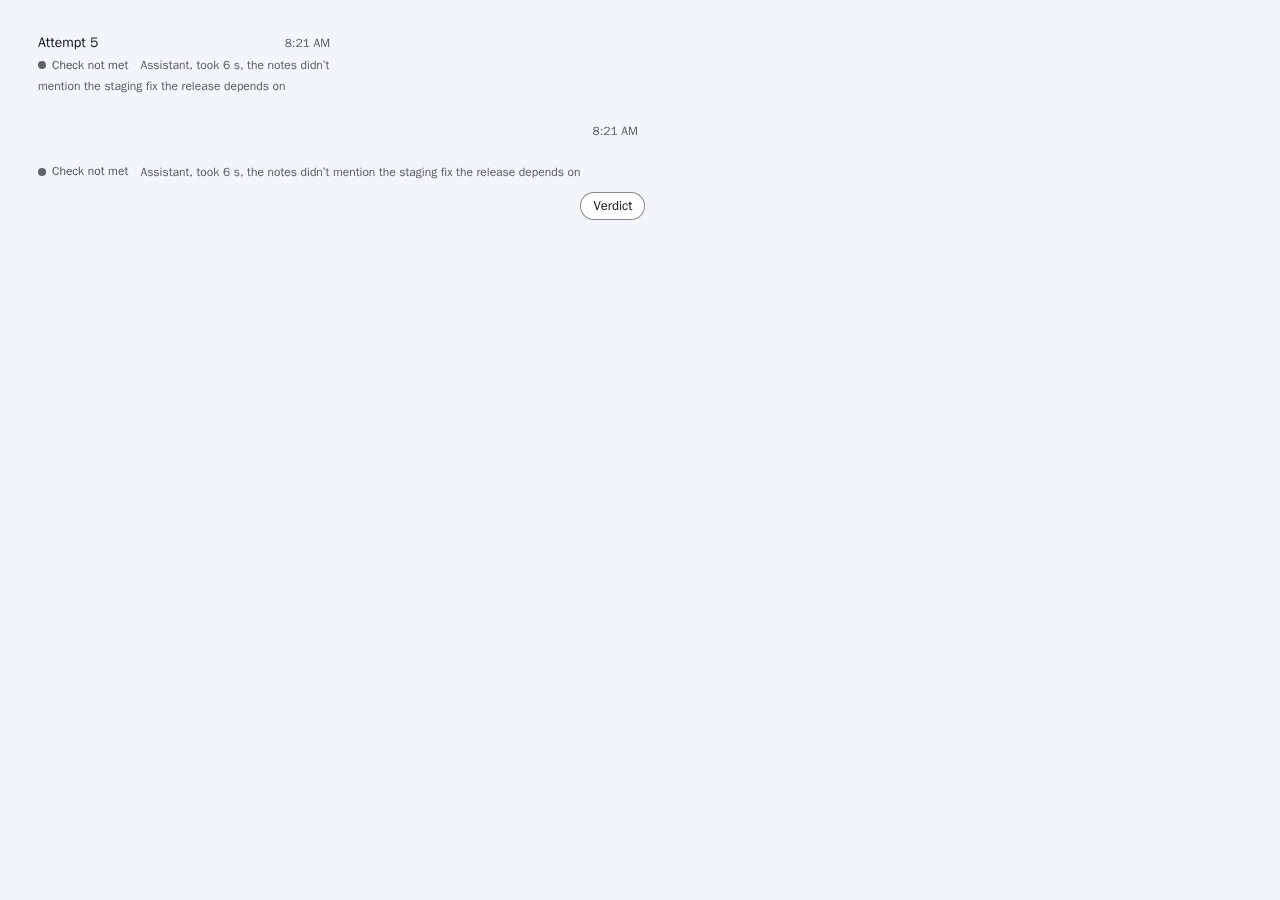 Attempt 5 8:21 AM
Check not met Assistant, took 6 s, the notes didn't
mention the staging fix the release depends on
8:21 AM
Check not met Assistant, took 6 s, the notes didn't mention the staging fix the release depends on
Verdict